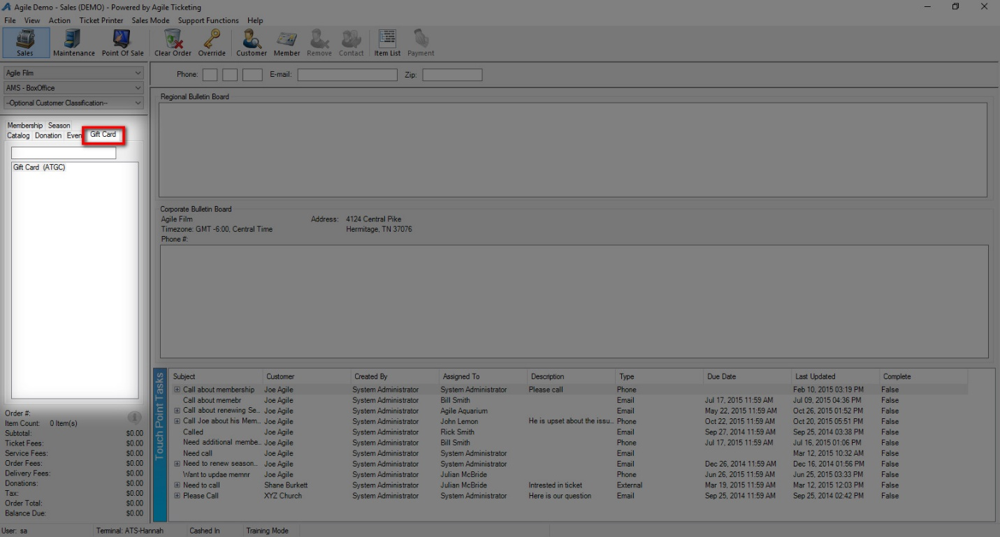 Agile Demo - Sales (DEMO) - Powered by Agile Ticketing
File View Action Ticket Printer Sales Mode Support Functions Help
Sales Maintenance Point Of Sale Clear Order Override Customer Member Remove Contact Item List Payment
Agile Film
AMS - BoxOffice
--Optional Customer Classification--
Phone: E-mail: Zip:
Membership Season
Catalog Donation Even Gift Card
Gift Card (ATGC)
Regional Bulletin Board
Corporate Bulletin Board
Agile Film Address: 4124 Central Pike
Timezone: GMT -6:00, Central Time Hermitage, TN 37076
Phone #:
Touch Point Tasks
Subject Customer Created By Assigned To Description Type Due Date Last Updated Complete
Call about membership Joe Agile System Administrator System Administrator Please call Phone Feb 10, 2015 03:19 PM False
Call about memebr Joe Agile System Administrator Bill Smith Email Jul 17, 2015 11:59 AM Jul 09, 2015 04:36 PM False
Call about renewing Se... Joe Agile System Administrator Agile Aquarium Email May 22, 2015 11:59 AM Oct 26, 2015 01:52 PM False
Call Joe about his Mem... Joe Agile System Administrator John Lemon He is upset about the issu... Phone Oct 22, 2015 11:59 AM Oct 20, 2015 05:51 PM False
Called Joe Agile System Administrator Rick Smith Email Sep 27, 2014 11:59 AM Sep 25, 2014 03:38 PM False
Need additional membe... Joe Agile System Administrator Bill Smith Phone Jul 17, 2015 11:59 AM Jul 16, 2015 01:06 PM False
Need call Joe Agile System Administrator System Administrator Email Mar 12, 2015 10:32 AM False
Need to renew season... Joe Agile System Administrator System Administrator Email Dec 26, 2014 11:59 AM Dec 16, 2014 01:56 PM False
Want to updae memnr Joe Agile System Administrator Julian McBride Phone Jun 26, 2015 11:59 AM Jun 25, 2015 03:33 PM False
Need to call Shane Burkett System Administrator Julian McBride Intrested in ticket External Mar 19, 2015 11:59 AM Mar 12, 2015 12:03 PM False
Please Call XYZ Church System Administrator System Administrator Here is our question Email Sep 25, 2014 11:59 AM Sep 25, 2014 02:42 PM False
Order #:
Item Count: 0 Item(s)
Subtotal: $0.00
Ticket Fees: $0.00
Service Fees: $0.00
Order Fees: $0.00
Delivery Fees: $0.00
Donations: $0.00
Tax: $0.00
Order Total: $0.00
Balance Due: $0.00
User: sa Terminal: ATS-Hannah Cashed In Training Mode